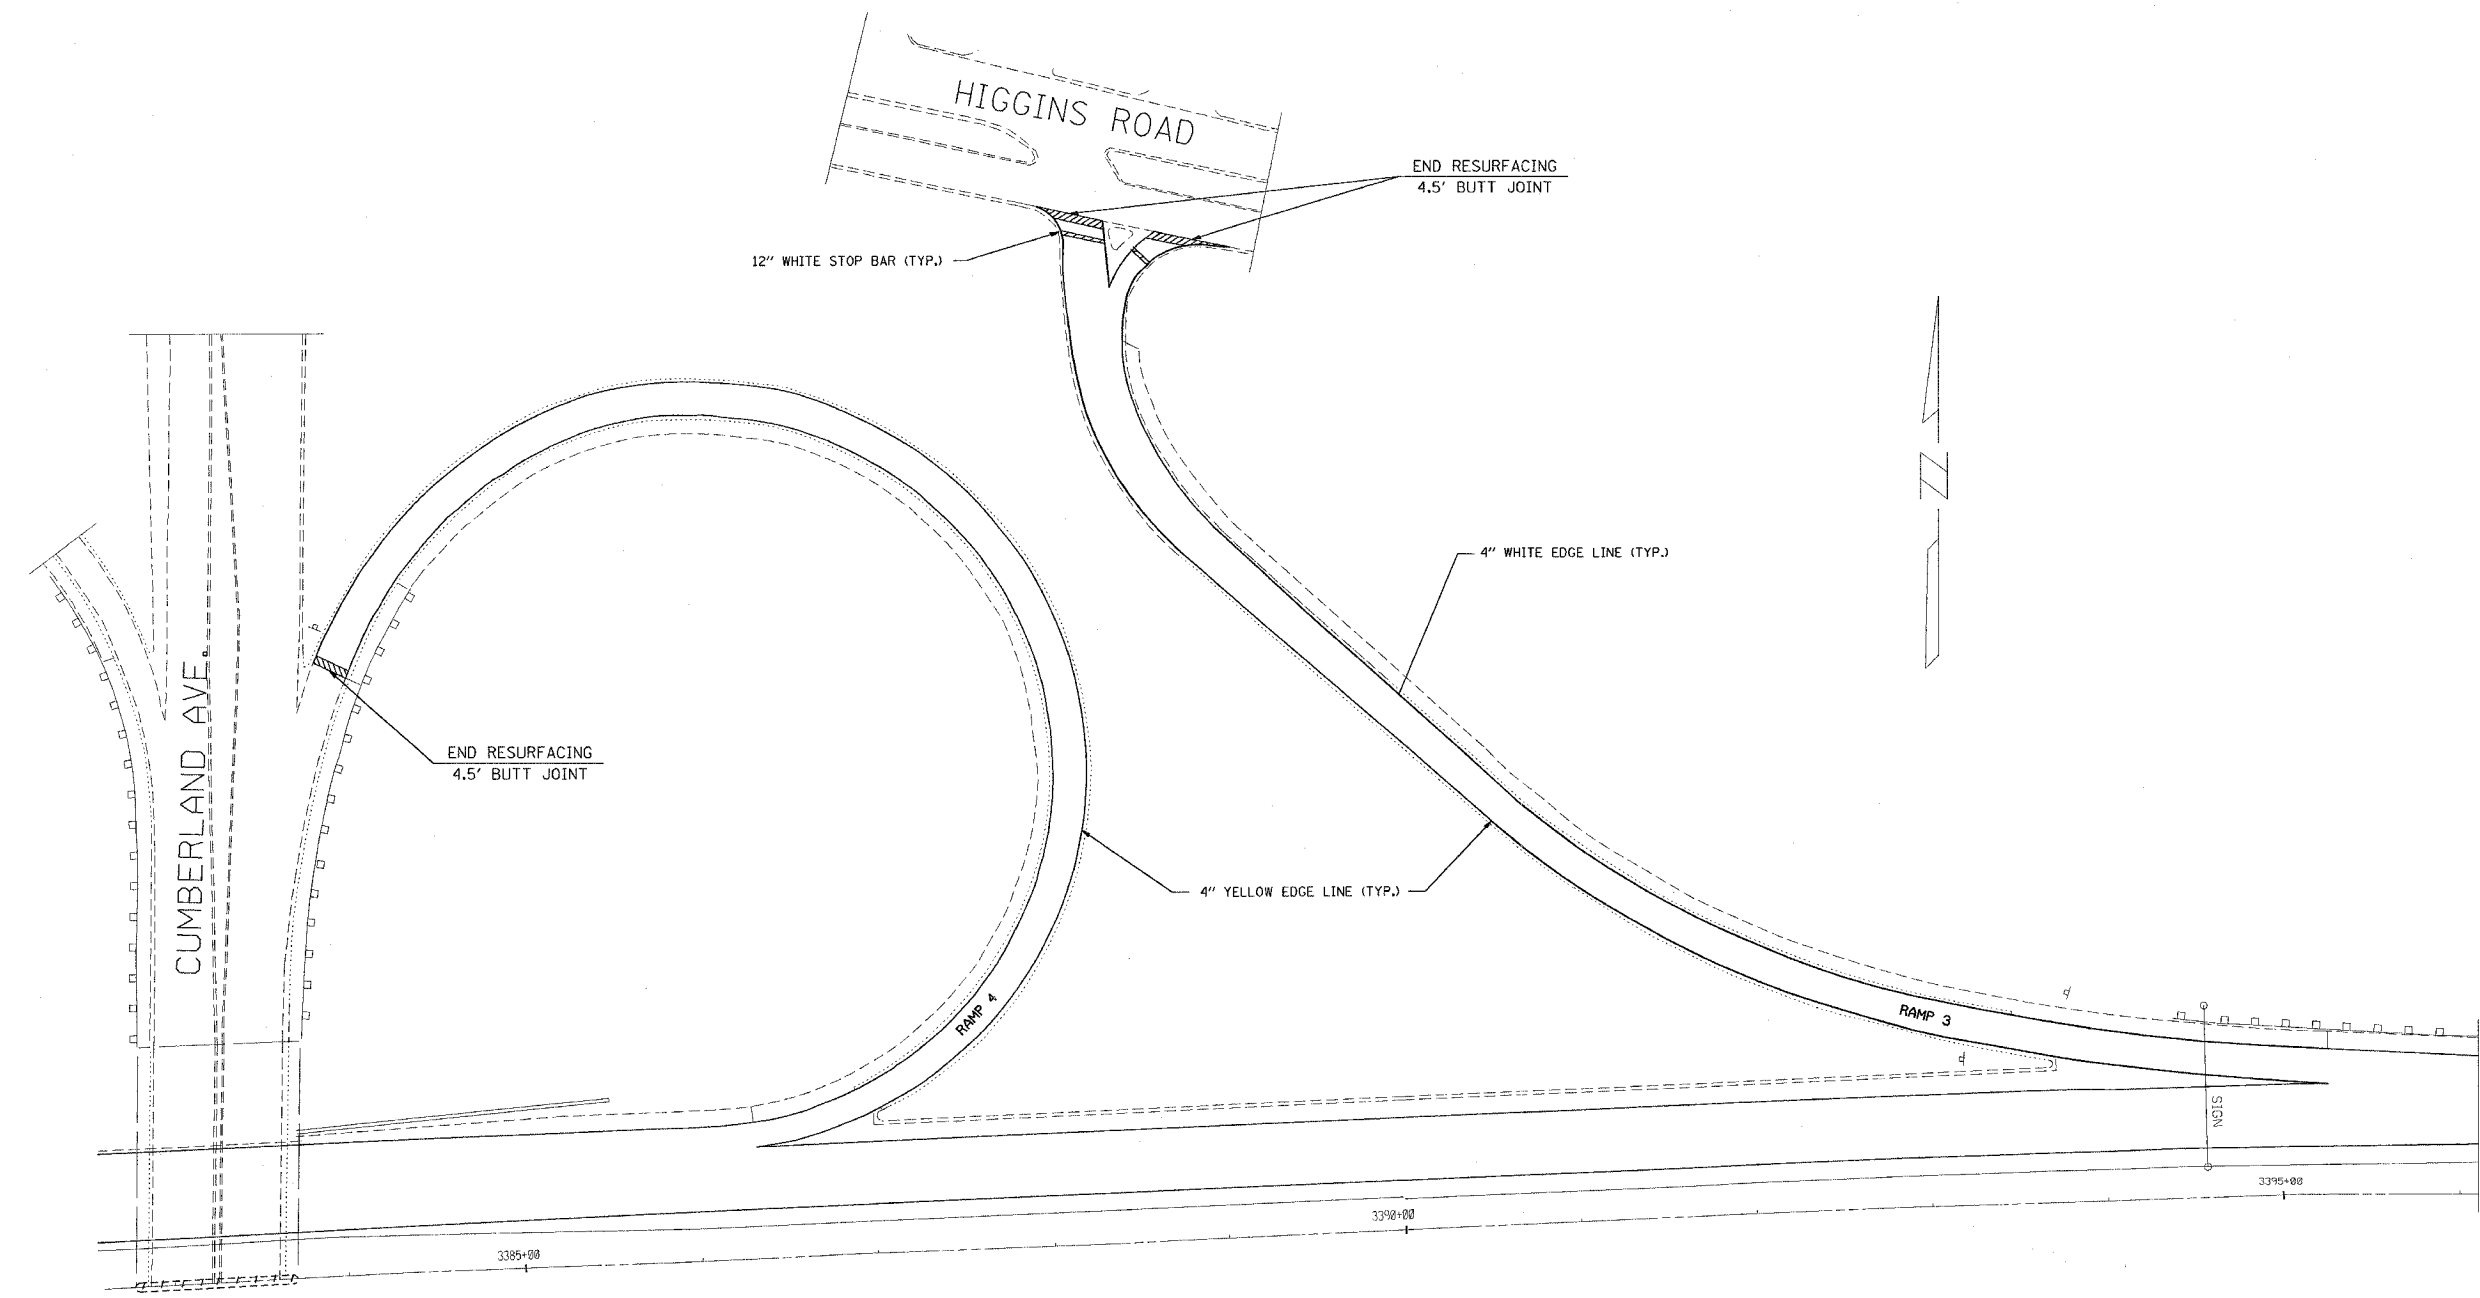 HIGGINS ROAD
END RESURFACING
4.5' BUTT JOINT
12" WHITE STOP BAR (TYP.)
N
4" WHITE EDGE LINE (TYP.)
CUMBERLAND AVE.
END RESURFACING
4.5' BUTT JOINT
4" YELLOW EDGE LINE (TYP.)
RAMP 4
RAMP 3
SIGN
3395+00
3390+00
3385+00